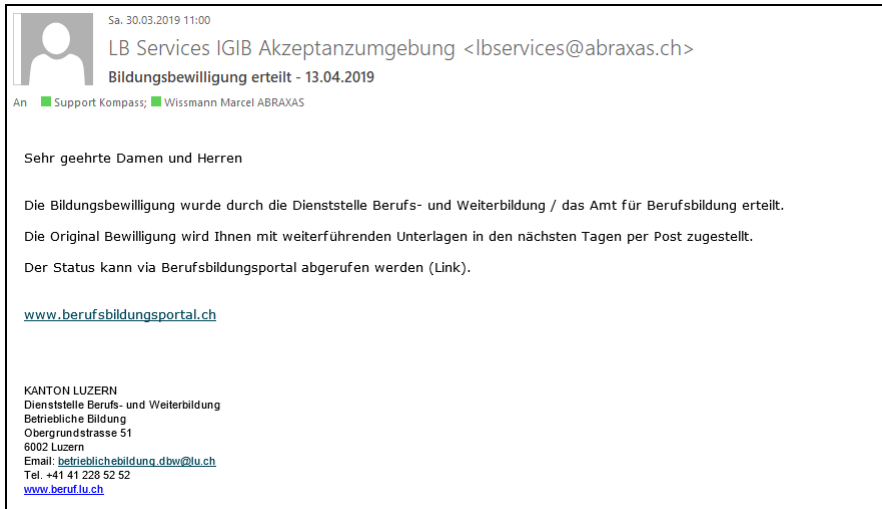 Sa. 30.03.2019 11:00
LB Services IGIB Akzeptanzumgebung <lbservices@abraxas.ch>
Bildungsbewilligung erteilt - 13.04.2019
An Support Kompass; Wissmann Marcel ABRAXAS
Sehr geehrte Damen und Herren
Die Bildungsbewilligung wurde durch die Dienststelle Berufs- und Weiterbildung / das Amt für Berufsbildung erteilt.
Die Original Bewilligung wird Ihnen mit weiterführenden Unterlagen in den nächsten Tagen per Post zugestellt.
Der Status kann via Berufsbildungsportal abgerufen werden (Link).
www.berufsbildungsportal.ch
KANTON LUZERN
Dienststelle Berufs- und Weiterbildung
Betriebliche Bildung
Obergrundstrasse 51
6002 Luzern
Email: betrieblichebildung.dbw@lu.ch
Tel. +41 41 228 52 52
www.beruf.lu.ch